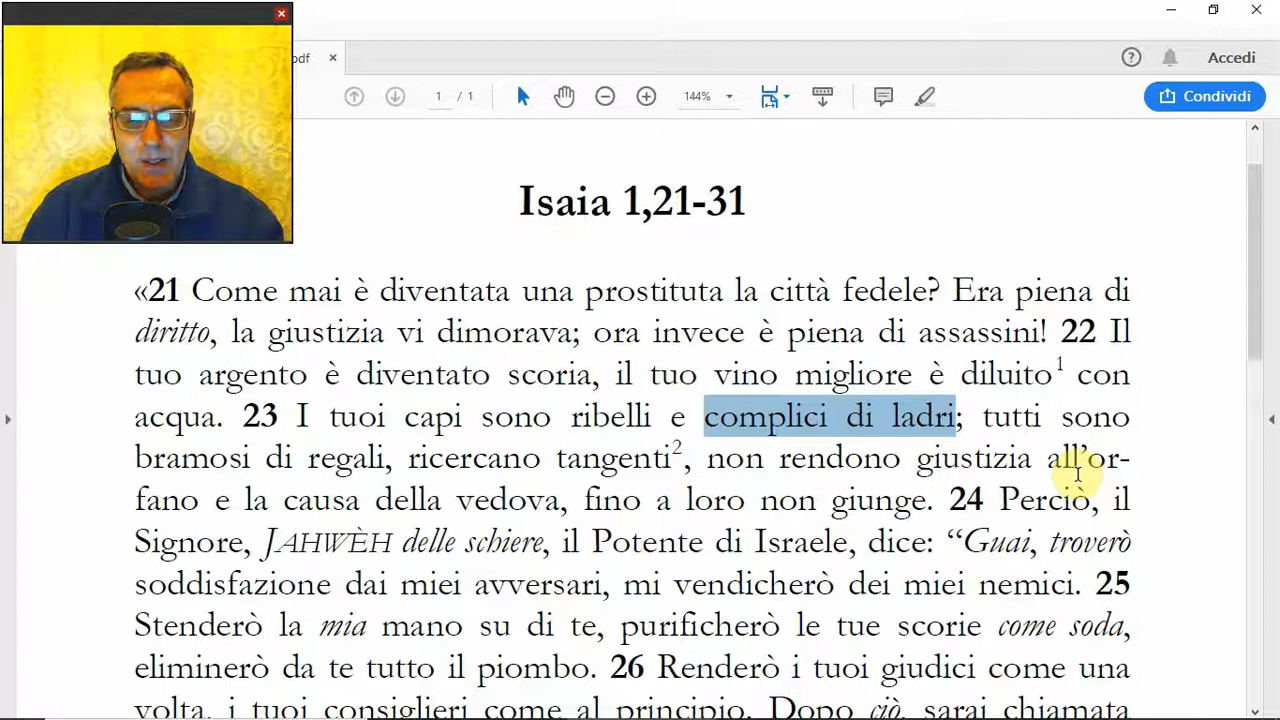 pdf
Accedi
1 / 1
144%
Condividi
Isaia 1,21-31
«21 Come mai è diventata una prostituta la città fedele? Era piena di
diritto, la giustizia vi dimorava; ora invece è piena di assassini! 22 Il
tuo argento è diventato scoria, il tuo vino migliore è diluito1 con
acqua. 23 I tuoi capi sono ribelli e complici di ladri; tutti sono
bramosi di regali, ricercano tangenti2, non rendono giustizia all’or-
fano e la causa della vedova, fino a loro non giunge. 24 Perciò, il
Signore, JAHWÈH delle schiere, il Potente di Israele, dice: “Guai, troverò
soddisfazione dai miei avversari, mi vendicherò dei miei nemici. 25
Stenderò la mia mano su di te, purificherò le tue scorie come soda,
eliminerò da te tutto il piombo. 26 Renderò i tuoi giudici come una
volta, i tuoi consiglieri come al principio. Dopo ciò, sarai chiamata